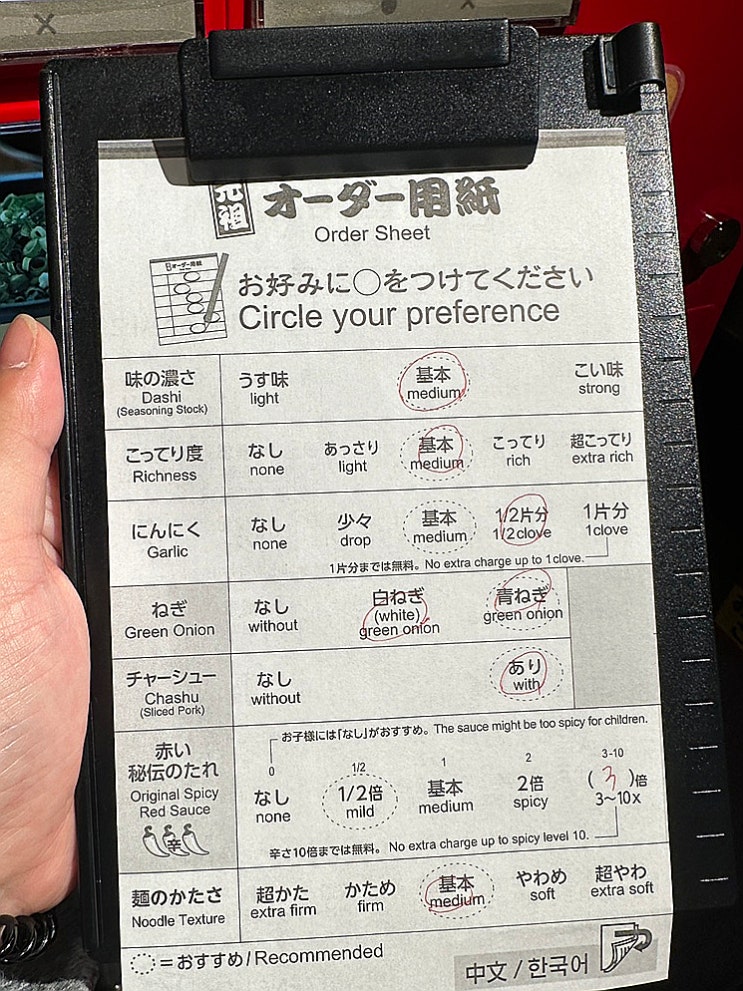 元祖 オーダー用紙
Order Sheet
お好みに○をつけてください
Circle your preference
味の濃さ
Dashi
(Seasoning Stock)
うす味
light
基本
medium
こい味
strong
こってり度
Richness
なし
none
あっさり
light
基本
medium
こってり
rich
超こってり
extra rich
にんにく
Garlic
なし
none
少々
drop
基本
medium
1/2片分
1/2clove
1片分
1clove
1片分までは無料。No extra charge up to 1clove.
ねぎ
Green Onion
なし
without
白ねぎ
(white)
green onion
青ねぎ
green onion
チャーシュー
Chashu
(Sliced Pork)
なし
without
あり
with
赤い
秘伝のたれ
Original Spicy
Red Sauce
辛
お子様には「なし」がおすすめ。The sauce might be too spicy for children.
0
なし
none
1/2
1/2倍
mild
1
基本
medium
2
2倍
spicy
3-10
( 3 )倍
3~10x
辛さ10倍までは無料。No extra charge up to spicy level 10.
麺のかたさ
Noodle Texture
超かた
extra firm
かため
firm
基本
medium
やわめ
soft
超やわ
extra soft
=おすすめ/Recommended
中文/한국어